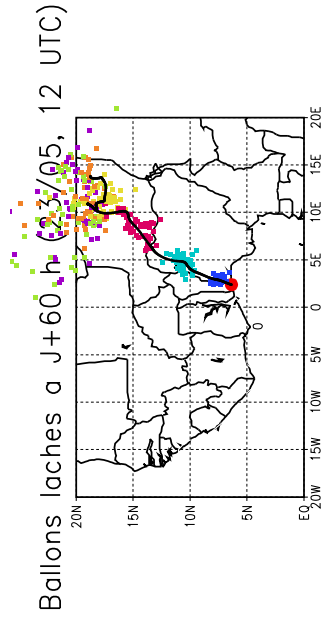 Ballons laches a J+60 h (23/05, 12 UTC)
20N
15N
10N
5N
EQ
20W
15W
10W
5W
0
5E
10E
15E
20E
0